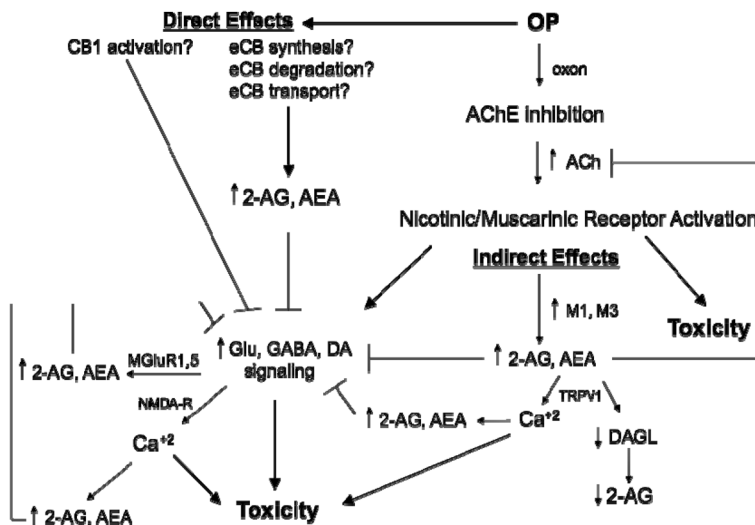 Direct Effects
OP
CB1 activation?
eCB synthesis?
eCB degradation?
eCB transport?
oxon
AChE inhibition
↑ ACh
↑ 2-AG, AEA
Nicotinic/Muscarinic Receptor Activation
Indirect Effects
↑ M1, M3
Toxicity
↑ 2-AG, AEA
MGluR1,5
↑ Glu, GABA, DA
signaling
↑ 2-AG, AEA
NMDA-R
TRPV1
↑ 2-AG, AEA
Ca+2
↓ DAGL
Ca+2
↓ 2-AG
↑ 2-AG, AEA
Toxicity